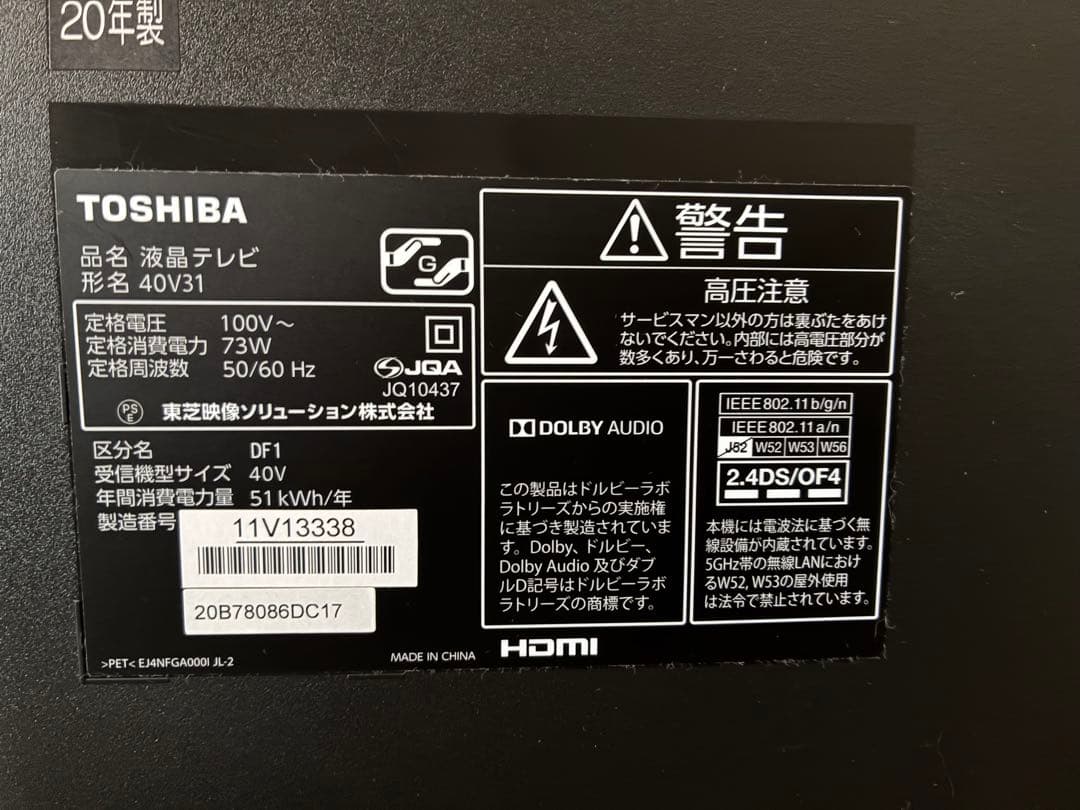 20年製
TOSHIBA
品名 液晶テレビ
形名 40V31
G
定格電圧 100V～
定格消費電力 73W
定格周波数 50/60 Hz
JQA
JQ10437
PS
E
東芝映像ソリューション株式会社
区分名 DF1
受信機型サイズ 40V
年間消費電力量 51kWh/年
製造番号
11V13338
20B78086DC17
>PET< EJ4NFGA000I JL-2
MADE IN CHINA
警告
高圧注意
サービスマン以外の方は裏ぶたをあけ
ないでください。内部には高電圧部分が
数多くあり、万一さわると危険です。
DOLBY AUDIO
この製品はドルビーラボ
ラトリーズからの実施権
に基づき製造されていま
す。Dolby、ドルビー、
Dolby Audio 及びダブ
ルD記号はドルビーラボ
ラトリーズの商標です。
HDMI
IEEE802.11b/g/n
IEEE802.11a/n
J52 W52 W53 W56
2.4DS/OF4
本機には電波法に基づく無
線設備が内蔵されています。
5GHz帯の無線LANにおけ
るW52, W53の屋外使用
は法令で禁止されています。